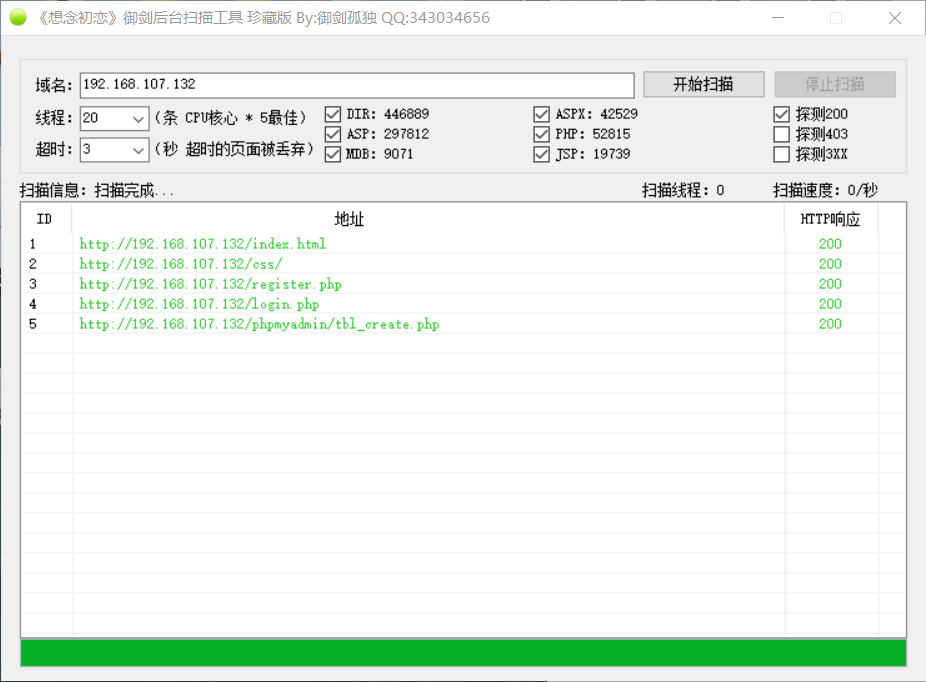 《想念初恋》御剑后台扫描工具 珍藏版 By:御剑孤独 QQ:343034656
域名: 192.168.107.132 开始扫描 停止扫描
线程: 20 (条 CPU核心 * 5最佳) DIR: 446889 ASPX: 42529 探测200
ASP: 297812 PHP: 52815 探测403
超时: 3 (秒 超时的页面被丢弃) MDB: 9071 JSP: 19739 探测3XX
扫描信息: 扫描完成... 扫描线程: 0 扫描速度: 0/秒
ID 地址 HTTP响应
1 http://192.168.107.132/index.html 200
2 http://192.168.107.132/css/ 200
3 http://192.168.107.132/register.php 200
4 http://192.168.107.132/login.php 200
5 http://192.168.107.132/phpmyadmin/tbl_create.php 200